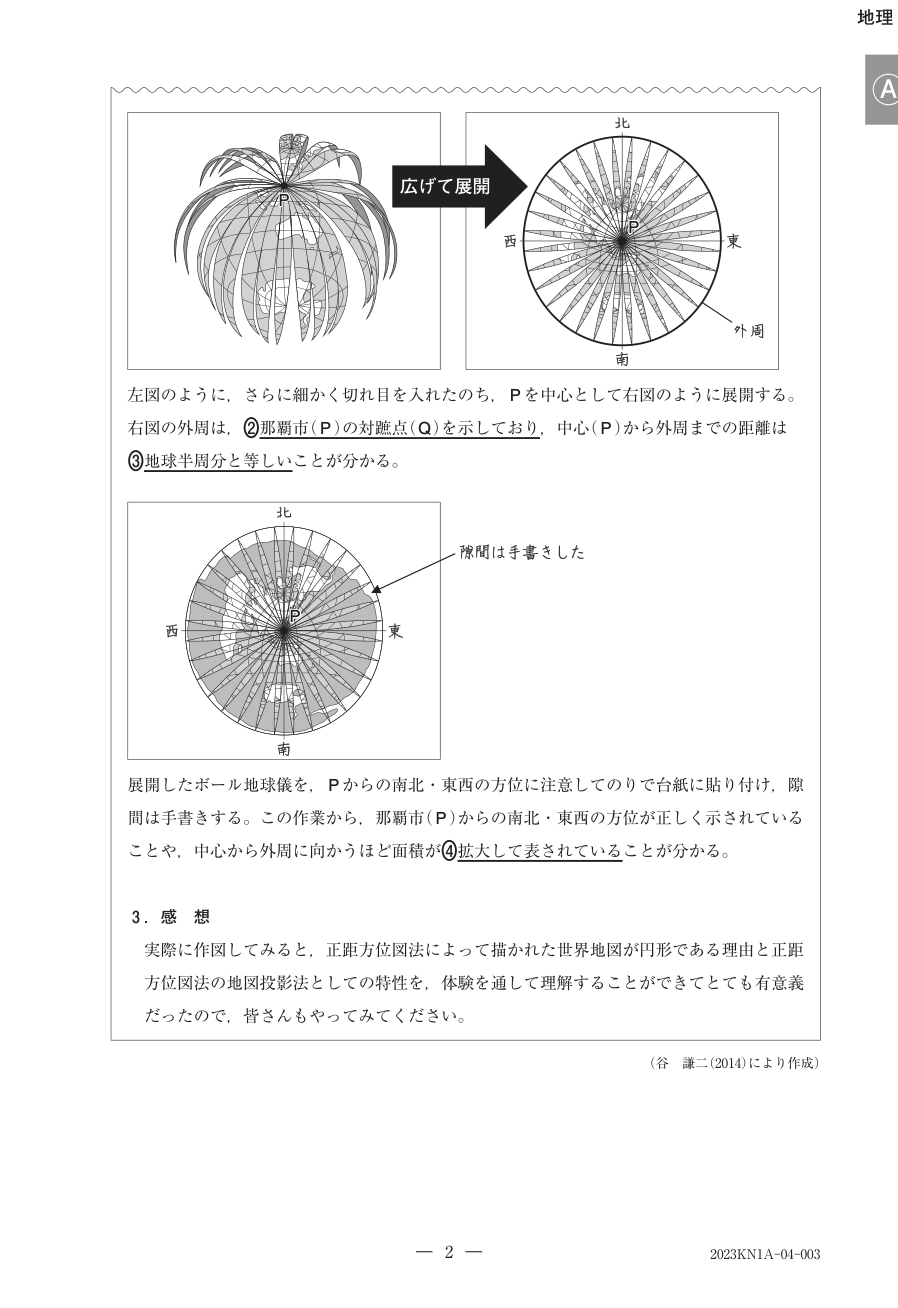 地理
Ⓐ
P
広げて展開
北
西
P
東
外周
南
左図のように，さらに細かく切れ目を入れたのち，Pを中心として右図のように展開する。
右図の外周は，②那覇市(P)の対蹠点(Q)を示しており，中心(P)から外周までの距離は
③地球半周分と等しいことが分かる。
北
隙間は手書きした
P
西
東
南
展開したボール地球儀を，Pからの南北・東西の方位に注意してのりで台紙に貼り付け，隙
間は手書きする。この作業から，那覇市(P)からの南北・東西の方位が正しく示されている
ことや，中心から外周に向かうほど面積が④拡大して表されていることが分かる。
3．感　想
実際に作図してみると，正距方位図法によって描かれた世界地図が円形である理由と正距
方位図法の地図投影法としての特性を，体験を通して理解することができてとても有意義
だったので，皆さんもやってみてください。
(谷　謙二(2014)により作成)
― 2 ―
2023KN1A-04-003